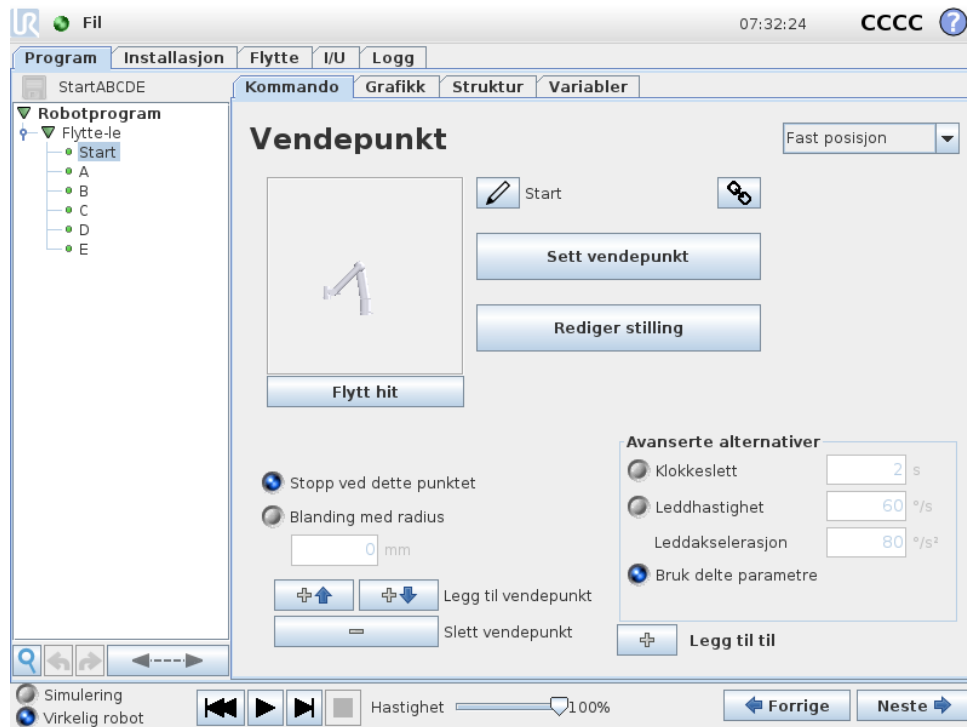 UR Fil 07:32:24 CCCC ?
Program Installasjon Flytte I/U Logg
StartABCDE Kommando Grafikk Struktur Variabler
Robotprogram
Flytte-le
Start
A
B
C
D
E
Vendepunkt Fast posisjon
Start
Sett vendepunkt
Rediger stilling
Flytt hit
Stopp ved dette punktet
Blanding med radius
0 mm
Legg til vendepunkt
Slett vendepunkt
Avanserte alternativer
Klokkeslett 2 s
Leddhastighet 60 °/s
Leddakselerasjon 80 °/s²
Bruk delte parametre
Legg til til
Simulering
Virkelig robot
Hastighet 100% Forrige Neste